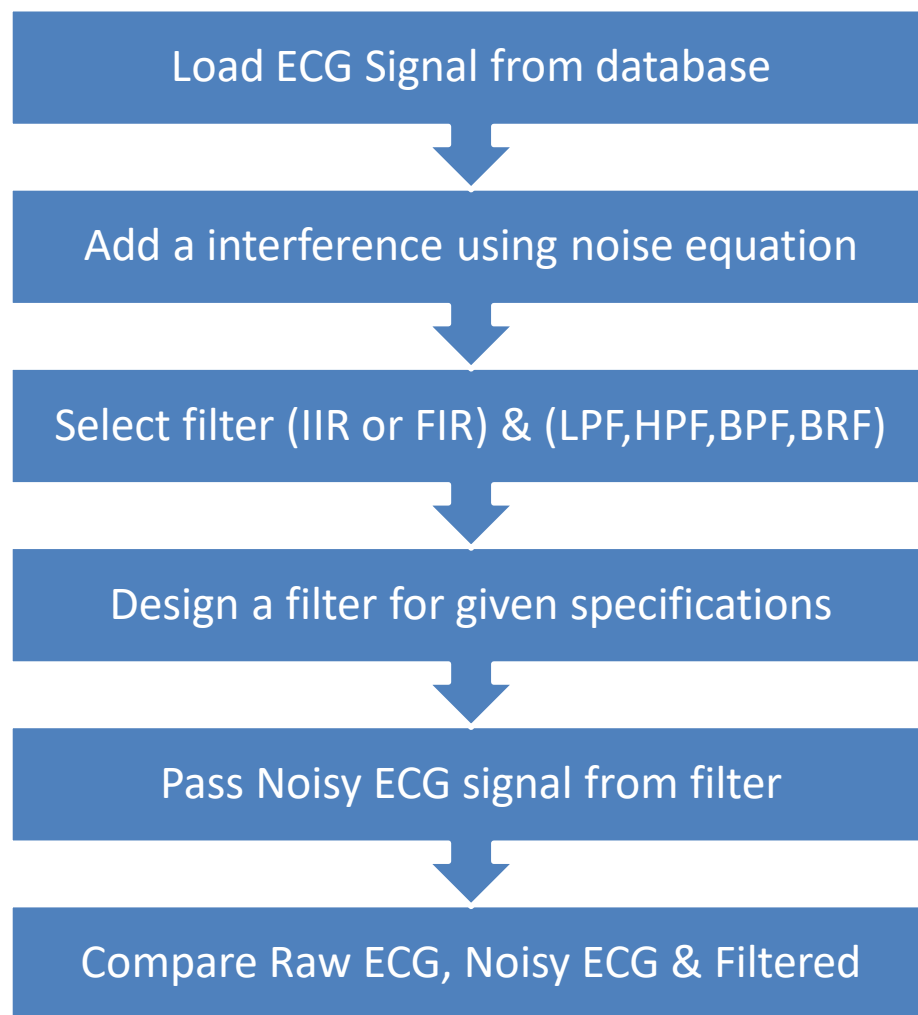 Load ECG Signal from database
Add a interference using noise equation
Select filter (IIR or FIR) & (LPF,HPF,BPF,BRF)
Design a filter for given specifications
Pass Noisy ECG signal from filter
Compare Raw ECG, Noisy ECG & Filtered